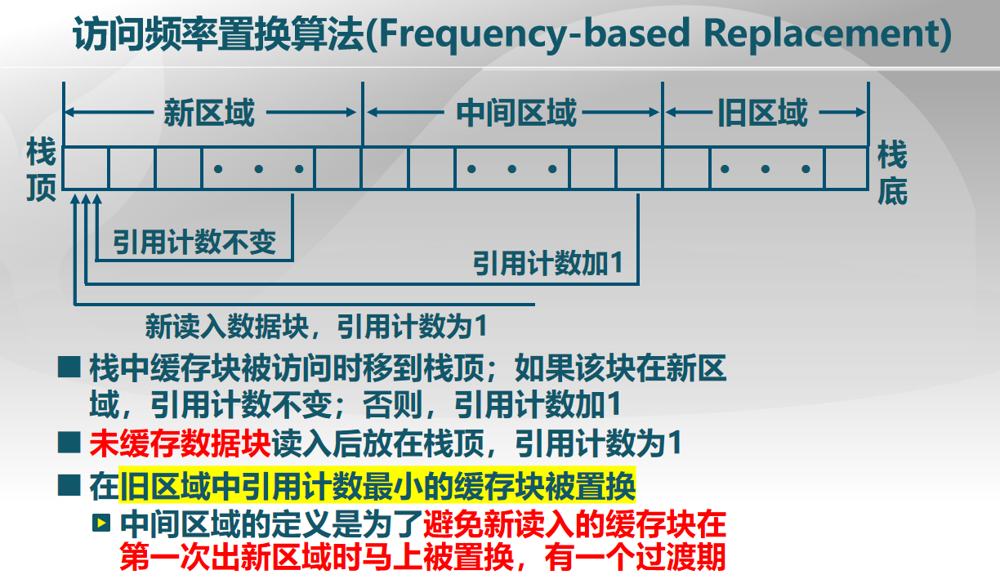 访问频率置换算法(Frequency-based Replacement)
新区域
中间区域
旧区域
栈顶
栈底
引用计数不变
引用计数加1
新读入数据块，引用计数为1
栈中缓存块被访问时移到栈顶；如果该块在新区
域，引用计数不变；否则，引用计数加1
未缓存数据块读入后放在栈顶，引用计数为1
在旧区域中引用计数最小的缓存块被置换
中间区域的定义是为了避免新读入的缓存块在
第一次出新区域时马上被置换，有一个过渡期